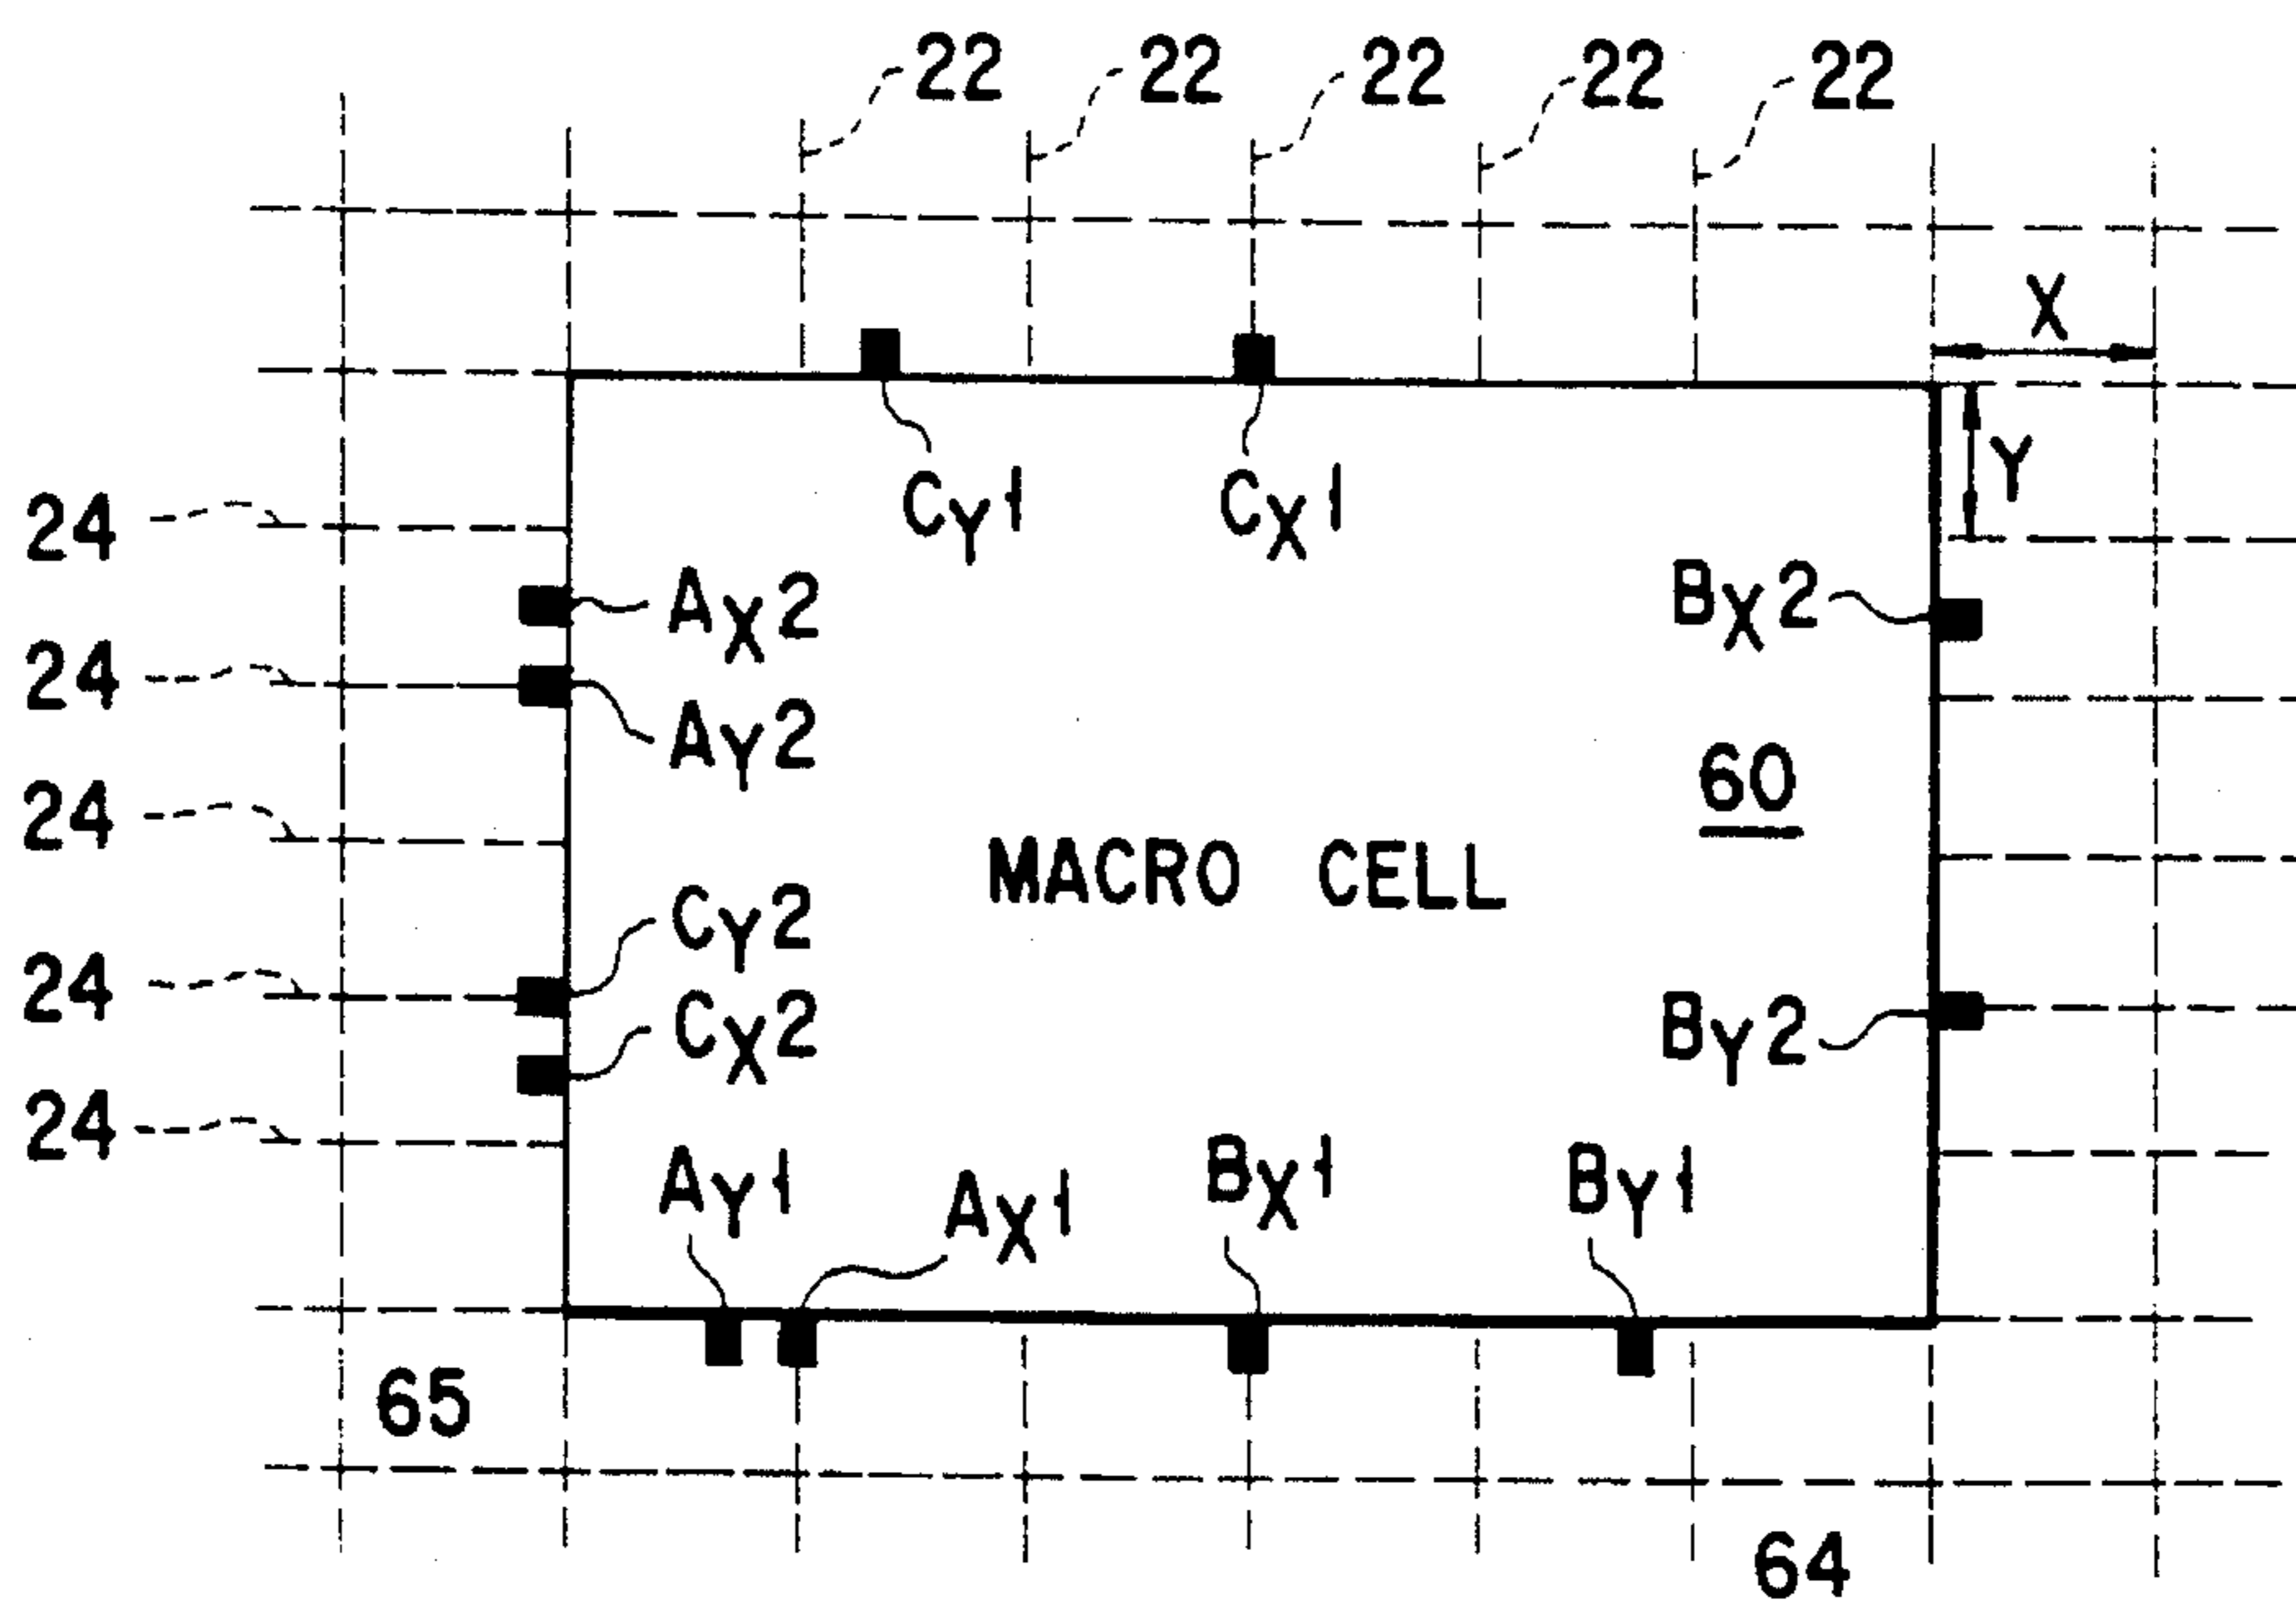 22 22 22 22 22
X
CY1 CX1
Y
24
AX2
BX2
24
AY2
60
24
MACRO CELL
CY2
24
CX2
BY2
24
AY1 AX1 BX1 BY1
65
64